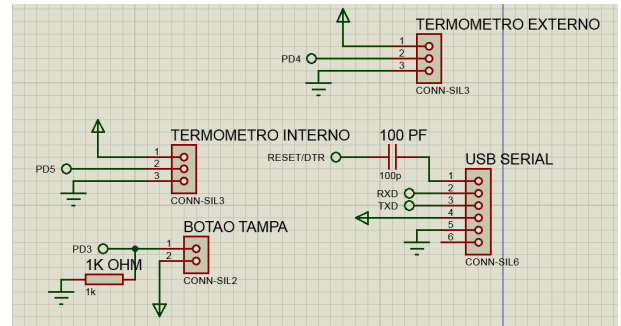 TERMOMETRO EXTERNO
1
PD4
2
3
CONN-SIL3
TERMOMETRO INTERNO
1
PD5
2
3
CONN-SIL3
100 PF
RESET/DTR
100p
USB SERIAL
1
RXD
2
TXD
3
4
5
6
CONN-SIL6
BOTAO TAMPA
PD3
1
2
1K OHM
1k
CONN-SIL2